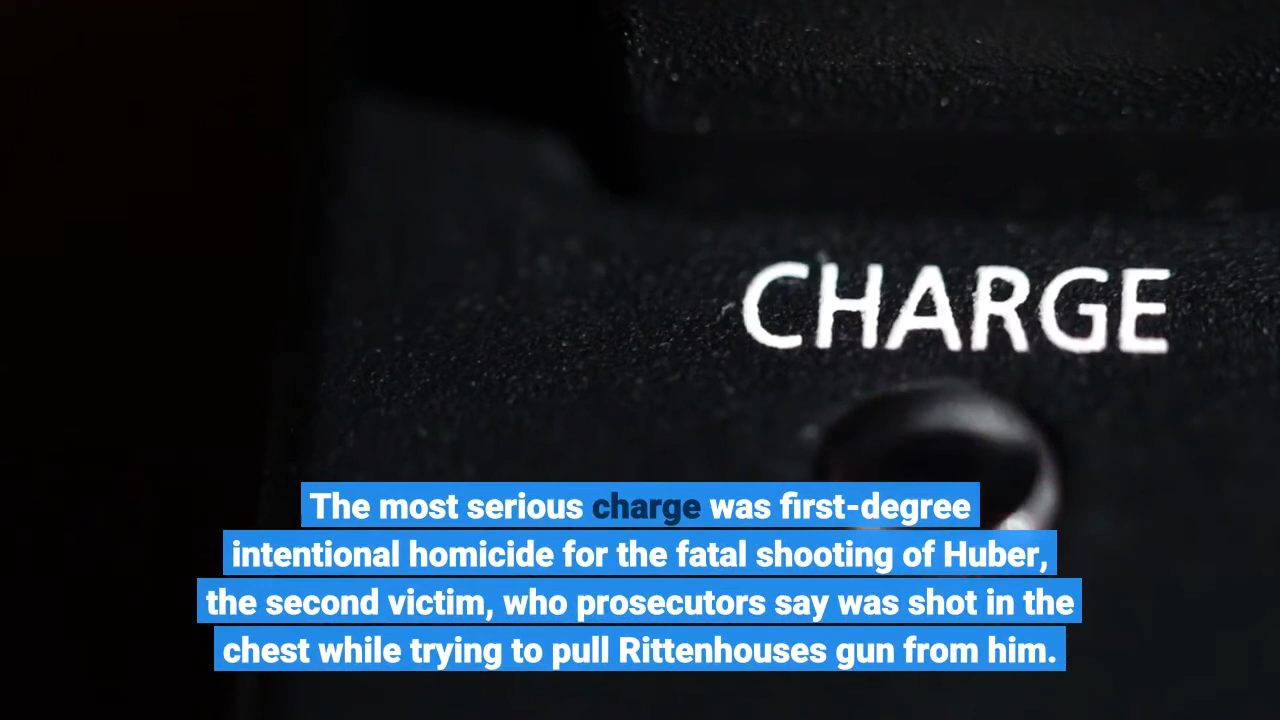 CHARGE
The most serious charge was first-degree
intentional homicide for the fatal shooting of Huber,
the second victim, who prosecutors say was shot in the
chest while trying to pull Rittenhouses gun from him.